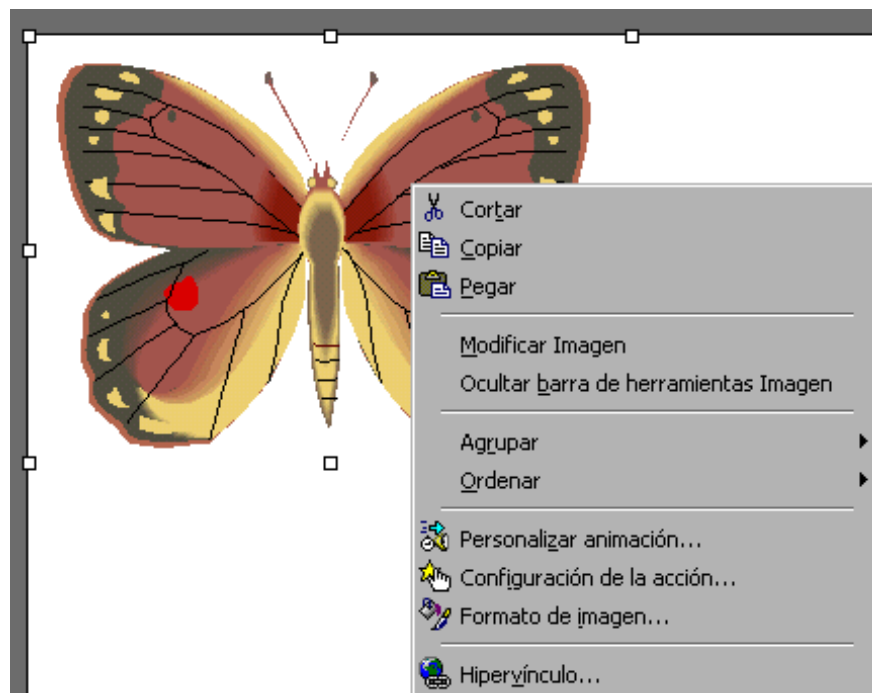 Cortar
Copiar
Pegar
Modificar Imagen
Ocultar barra de herramientas Imagen
Agrupar
Ordenar
Personalizar animación...
Configuración de la acción...
Formato de imagen...
Hipervínculo...